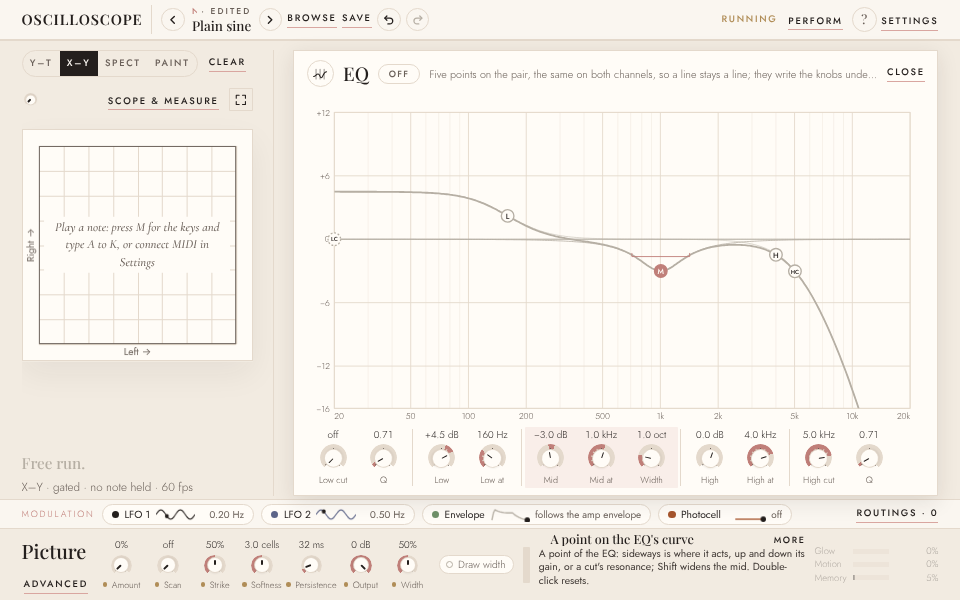 OSCILLOSCOPE
· EDITED
Plain sine
BROWSE SAVE
RUNNING
PERFORM
?
SETTINGS
Y–T X–Y SPECT PAINT CLEAR
SCOPE & MEASURE
Play a note: press M for the keys and
type A to K, or connect MIDI in
Settings
Right →
Left →
Free run.
X–Y · gated · no note held · 60 fps
EQ OFF Five points on the pair, the same on both channels, so a line stays a line; they write the knobs unde... CLOSE
+12
+6
0
−6
−12
−16
LC
L
M
H
HC
20 50 100 200 500 1k 2k 5k 10k 20k
off 0.71 +4.5 dB 160 Hz −3.0 dB 1.0 kHz 1.0 oct 0.0 dB 4.0 kHz 5.0 kHz 0.71
Low cut Q Low Low at Mid Mid at Width High High at High cut Q
MODULATION LFO 1 0.20 Hz LFO 2 0.50 Hz Envelope follows the amp envelope Photocell off ROUTINGS · 0
Picture
ADVANCED
0% off 50% 3.0 cells 32 ms 0 dB 50%
Amount Scan Strike Softness Persistence Output Width
Draw width
A point on the EQ's curve MORE
A point of the EQ: sideways is where it acts, up and down its
gain, or a cut's resonance; Shift widens the mid. Double-
click resets.
Glow 0%
Motion 0%
Memory 5%